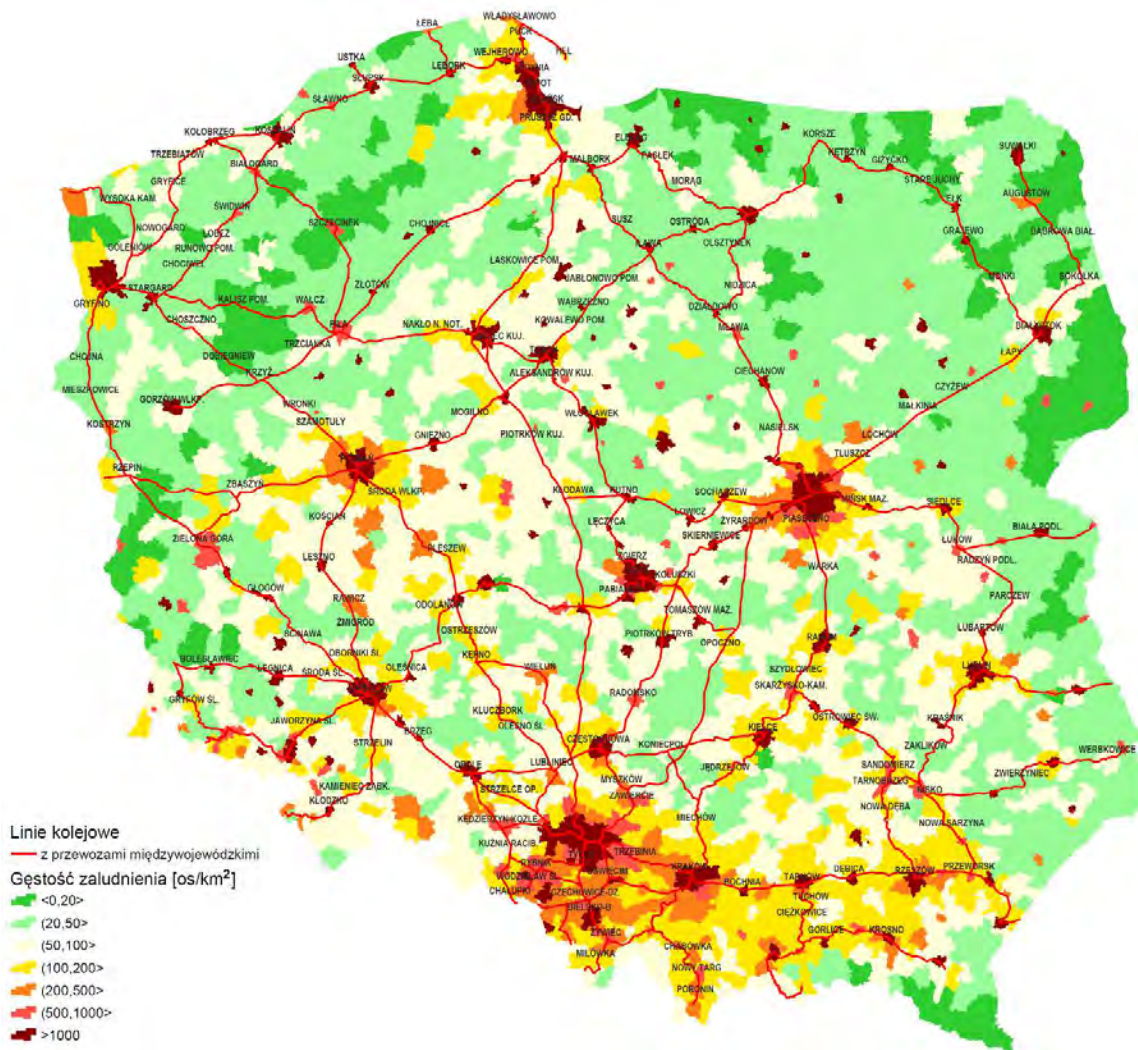 WŁADYSŁAWOWO
ŁEBA
PUCK
HEL
WEJHEROWO
USTKA
SŁUPSK
LĘBORK
SŁAWNO
PRUSZCZ GD.
KOŁOBRZEG
KOSZALIN
TRZEBIATÓW
BIAŁOGARD
GRYFICE
WYSOKA KAM.
ŚWIDWIN
NOWOGARD
ŁOBEZ
GOLENIÓW
RUNOWO POM.
CHOCIWEL
STARGARD
GRYFINO
SZCZECINEK
CHOJNICE
ZŁOTÓW
KALISZ POM.
WAŁCZ
CHOSZCZNO
PIŁA
TRZCIANKA
DOBIEGNIEW
KRZYŻ
CHOJNA
MIESZKOWICE
GORZÓW WLKP.
KOSTRZYN
WRONKI
SZAMOTUŁY
MALBORK
ELBLĄG
PASŁĘK
MORĄG
KORSZE
KĘTRZYN
GIŻYCKO
STARE JUCHY
EŁK
SUWAŁKI
AUGUSTÓW
DĄBROWA BIAŁ.
GRAJEWO
SOKÓŁKA
MOŃKI
BIAŁYSTOK
ŁAPY
SUSZ
OSTRÓDA
IŁAWA
OLSZTYNEK
NIDZICA
DZIAŁDOWO
MŁAWA
CIECHANÓW
CZYŻEW
MAŁKINIA
NASIELSK
ŁOCHÓW
TŁUSZCZ
LASKOWICE POM.
JABŁONOWO POM.
WĄBRZEŹNO
KOWALEWO POM.
NAKŁO N. NOT.
ALEKSANDRÓW KUJ.
MOGILNO
WŁOCŁAWEK
GNIEZNO
PIOTRKÓW KUJ.
RZEPIN
ZBĄSZYŃ
ŚRODA WLKP.
KOŚCIAN
KŁODAWA
KUTNO
SOCHACZEW
MIŃSK MAZ.
SIEDLCE
ŁOWICZ
ŻYRARDÓW
PIASECZNO
ŁĘCZYCA
SKIERNIEWICE
ŁUKÓW
BIAŁA PODL.
RADZYŃ PODL.
ZIELONA GÓRA
LESZNO
PLESZEW
ZGIERZ
KOLUSZKI
WARKA
PARCZEW
GŁOGÓW
RAWICZ
ODOLANÓW
TOMASZÓW MAZ.
LUBARTÓW
ŻMIGRÓD
ŚCINAWA
OSTRZESZÓW
PIOTRKÓW TRYB.
OPOCZNO
RADOM
OBORNIKI ŚL.
BOLESŁAWIEC
LEGNICA
ŚRODA ŚL.
OLEŚNICA
KĘPNO
WIELUŃ
SZYDŁOWIEC
LUBLIN
GRYFÓW ŚL.
RADOMSKO
SKARŻYSKO-KAM.
KLUCZBORK
OLESNO ŚL.
JAWORZYNA ŚL.
BRZEG
OSTROWIEC ŚW.
KRAŚNIK
STRZELIN
CZĘSTOCHOWA
KONIECPOL
KIELCE
ZAKLIKÓW
WERBKOWICE
OPOLE
LUBLINIEC
JĘDRZEJÓW
SANDOMIERZ
TARNOBRZEG
ZWIERZYNIEC
KAMIENIEC ZĄBK.
KŁODZKO
STRZELCE OP.
MYSZKÓW
ZAWIERCIE
NISKO
NOWA DĘBA
KĘDZIERZYN-KOŹLE
MIECHÓW
NOWA SARZYNA
KUŹNIA RACIB.
TRZEBINIA
RYBNIK
OŚWIĘCIM
KRAKÓW
WODZISŁAW ŚL.
CHAŁUPKI
CZECHOWICE-DZ.
BOCHNIA
TARNÓW
DĘBICA
RZESZÓW
PRZEWORSK
BIELSKO-B.
TUCHÓW
CIĘŻKOWICE
ŻYWIEC
MILÓWKA
CHABÓWKA
GORLICE
KROSNO
NOWY TARG
PORONIN
Linie kolejowe
z przewozami międzywojewódzkimi
Gęstość zaludnienia [os/km²]
<0,20>
(20,50>
(50,100>
(100,200>
(200,500>
(500,1000>
>1000